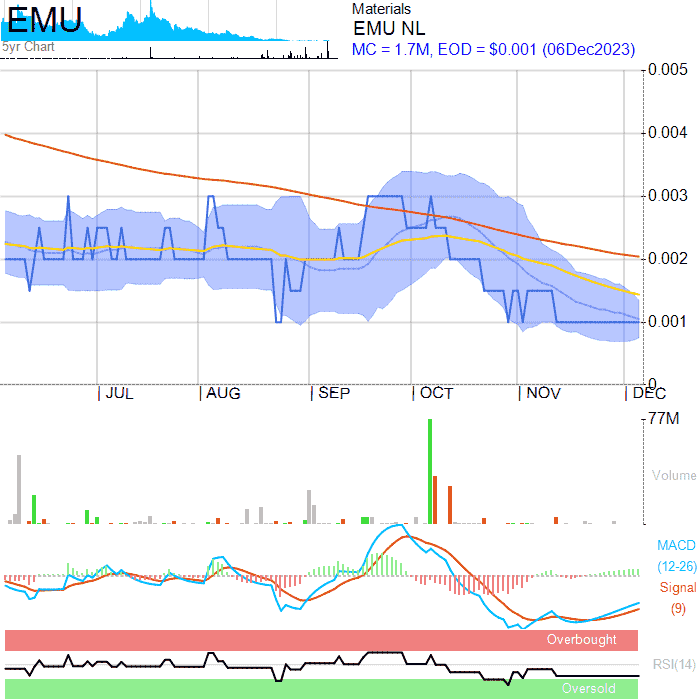 EMU
5yr Chart
Materials
EMU NL
MC = 1.7M, EOD = $0.001 (06Dec2023)
0.005
0.004
0.003
0.002
0.001
0
JUL
AUG
SEP
OCT
NOV
DEC
77M
Volume
MACD
(12-26)
Signal
(9)
Overbought
RSI(14)
Oversold